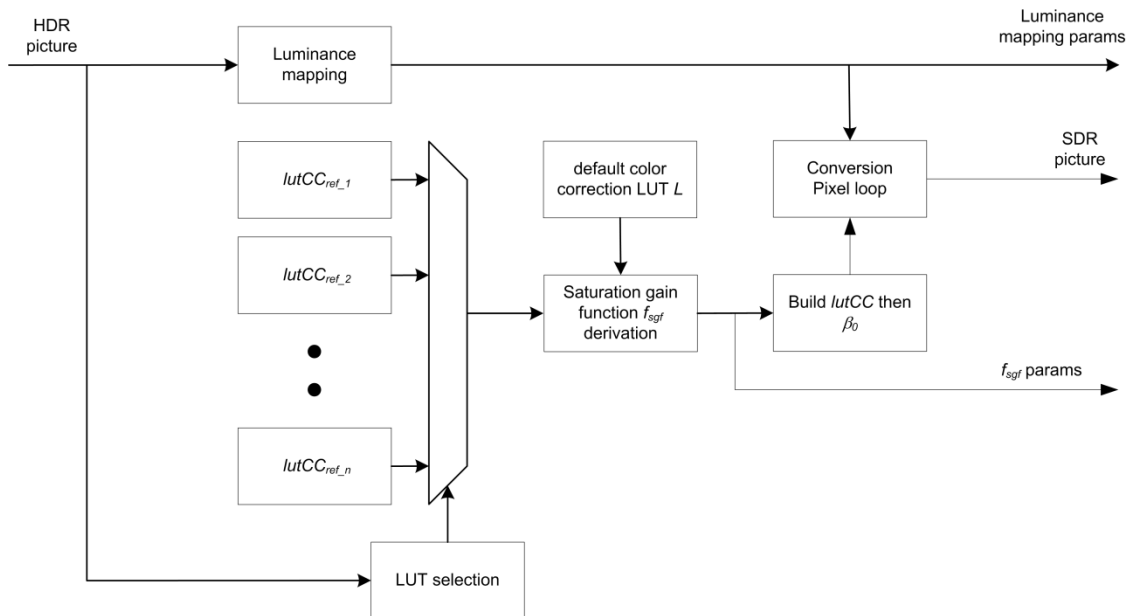 HDR
picture
Luminance
mapping
Luminance
mapping params
lutCCref_1
default color
correction LUT L
Conversion
Pixel loop
SDR
picture
lutCCref_2
Saturation gain
function fsgf
derivation
Build lutCC then
β0
fsgf params
lutCCref_n
LUT selection